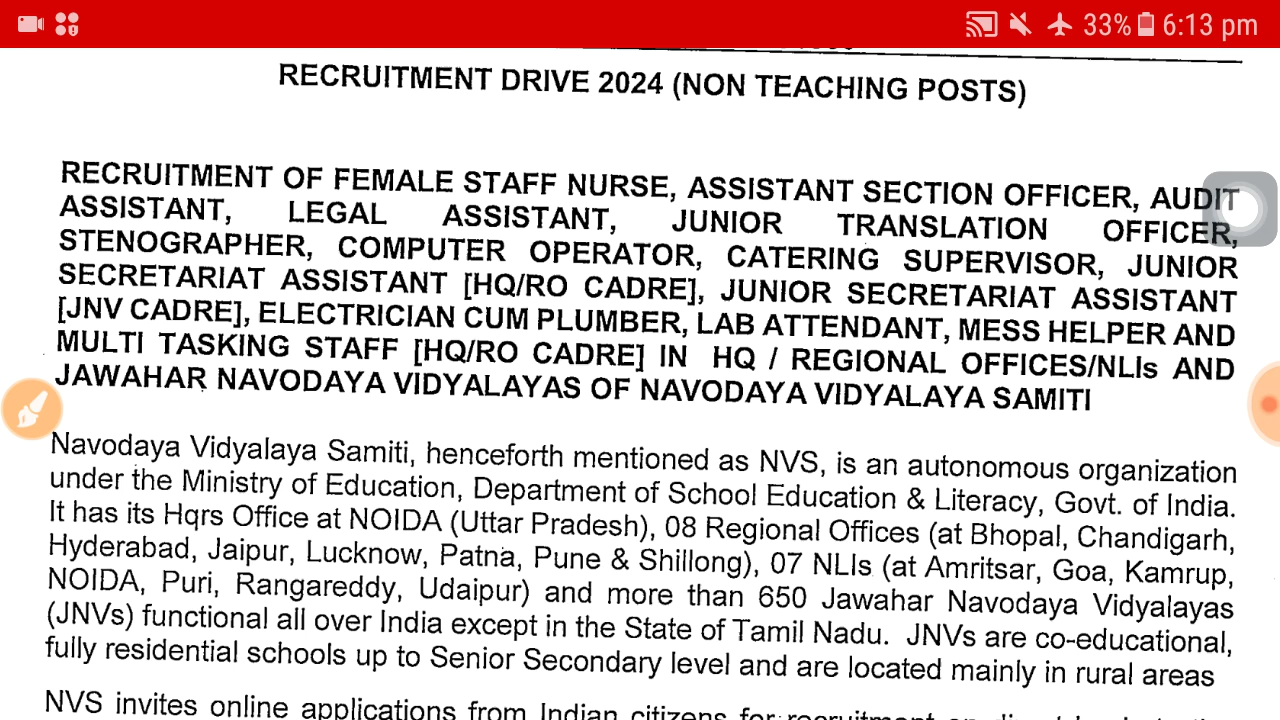 33% 6:13 pm
RECRUITMENT DRIVE 2024 (NON TEACHING POSTS)
RECRUITMENT OF FEMALE STAFF NURSE, ASSISTANT SECTION OFFICER, AUDIT
ASSISTANT, LEGAL ASSISTANT, JUNIOR TRANSLATION OFFICER,
STENOGRAPHER, COMPUTER OPERATOR, CATERING SUPERVISOR, JUNIOR
SECRETARIAT ASSISTANT [HQ/RO CADRE], JUNIOR SECRETARIAT ASSISTANT
[JNV CADRE], ELECTRICIAN CUM PLUMBER, LAB ATTENDANT, MESS HELPER AND
MULTI TASKING STAFF [HQ/RO CADRE] IN HQ / REGIONAL OFFICES/NLIs AND
JAWAHAR NAVODAYA VIDYALAYAS OF NAVODAYA VIDYALAYA SAMITI
Navodaya Vidyalaya Samiti, henceforth mentioned as NVS, is an autonomous organization
under the Ministry of Education, Department of School Education & Literacy, Govt. of India.
It has its Hqrs Office at NOIDA (Uttar Pradesh), 08 Regional Offices (at Bhopal, Chandigarh,
Hyderabad, Jaipur, Lucknow, Patna, Pune & Shillong), 07 NLIs (at Amritsar, Goa, Kamrup,
NOIDA, Puri, Rangareddy, Udaipur) and more than 650 Jawahar Navodaya Vidyalayas
(JNVs) functional all over India except in the State of Tamil Nadu. JNVs are co-educational,
fully residential schools up to Senior Secondary level and are located mainly in rural areas
NVS invites online applications from Indian citizens for recruitment on direct